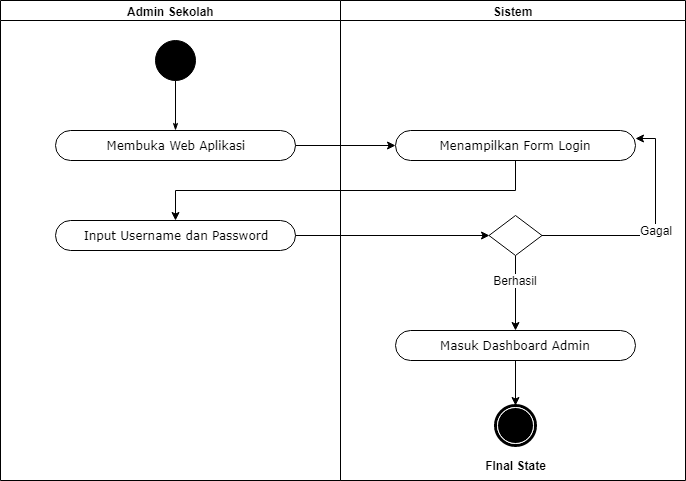 Admin Sekolah
Sistem
Membuka Web Aplikasi
Menampilkan Form Login
Input Username dan Password
Gagal
Berhasil
Masuk Dashboard Admin
FInal State